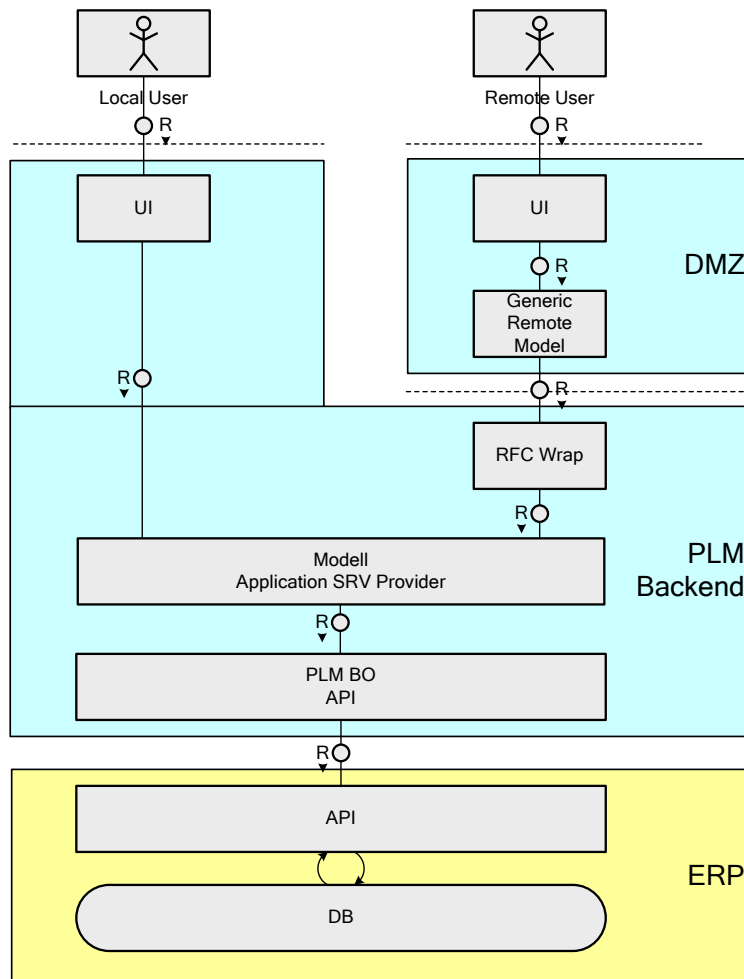 Local User
Remote User
R
R
UI
UI
DMZ
R
Generic
Remote
Model
R
R
RFC Wrap
R
Modell
Application SRV Provider
PLM
Backend
R
PLM BO
API
R
API
ERP
DB